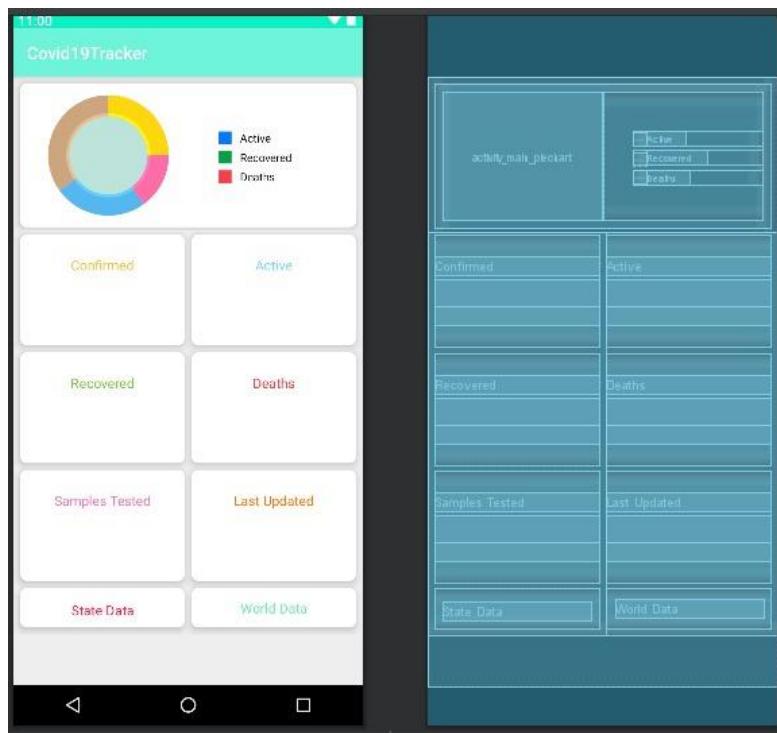 11:00
Covid19Tracker
Active
Recovered
Deaths
Confirmed
Active
Recovered
Deaths
Samples Tested
Last Updated
State Data
World Data
activity_main_piechart
Active
Recovered
Deaths
Confirmed
Active
Recovered
Deaths
Samples Tested
Last Updated
State Data
World Data